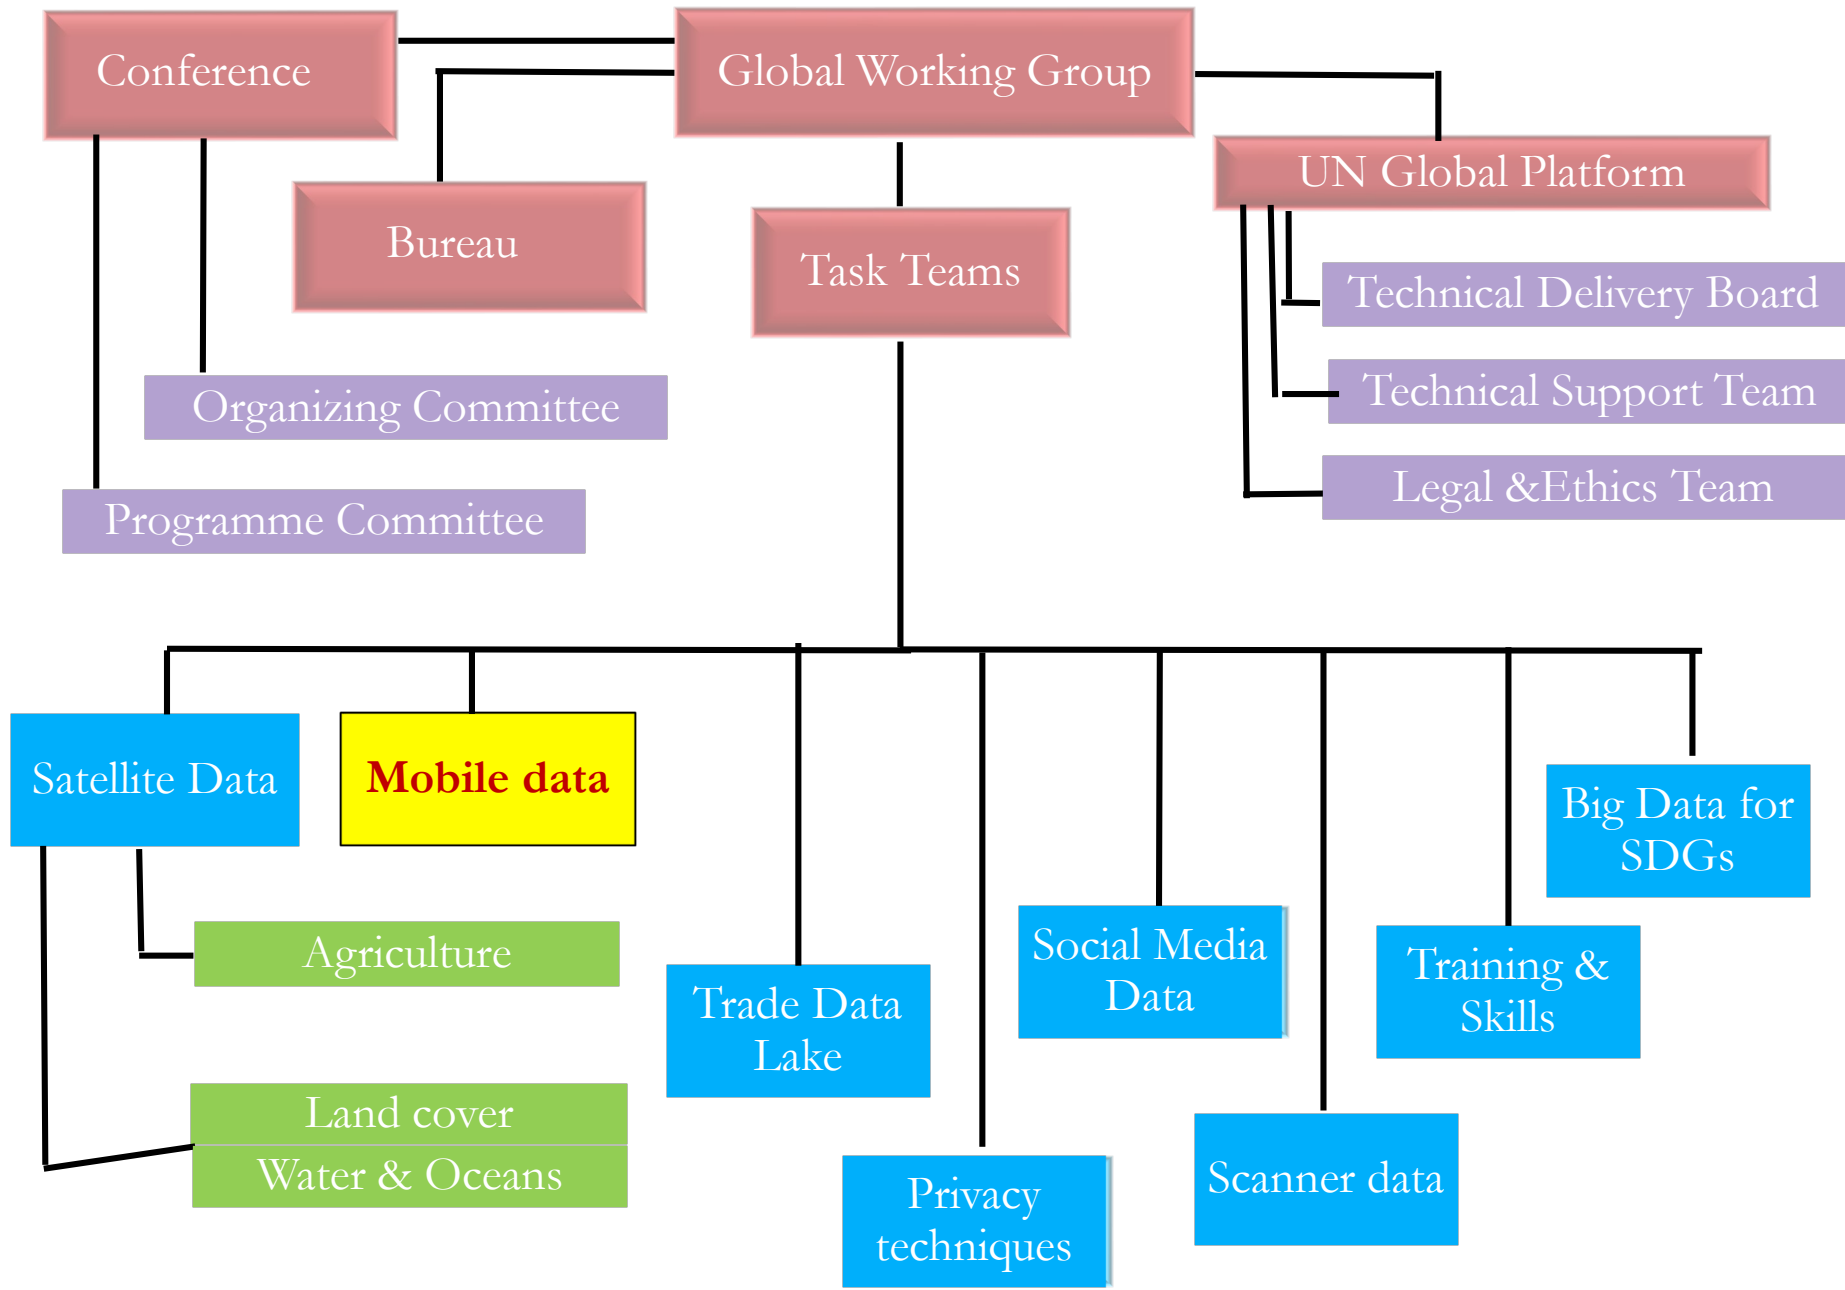 Conference
Global Working Group
UN Global Platform
Bureau
Task Teams
Technical Delivery Board
Technical Support Team
Legal &Ethics Team
Organizing Committee
Programme Committee
Satellite Data
Mobile data
Big Data for
SDGs
Agriculture
Land cover
Water & Oceans
Trade Data
Lake
Privacy
techniques
Social Media
Data
Scanner data
Training &
Skills